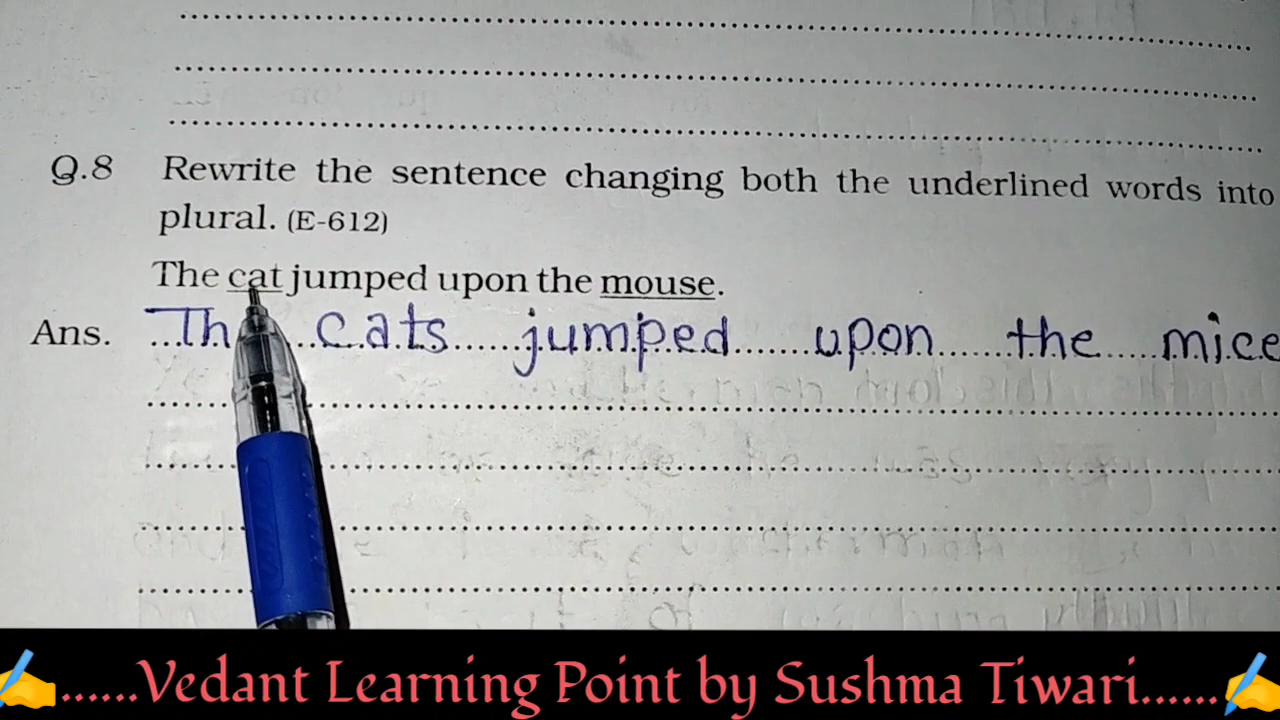 Q.8 Rewrite the sentence changing both the underlined words into
plural. (E-612)
The cat jumped upon the mouse.
Ans. Th cats jumped upon the mice
✍......Vedant Learning Point by Sushma Tiwari......✍